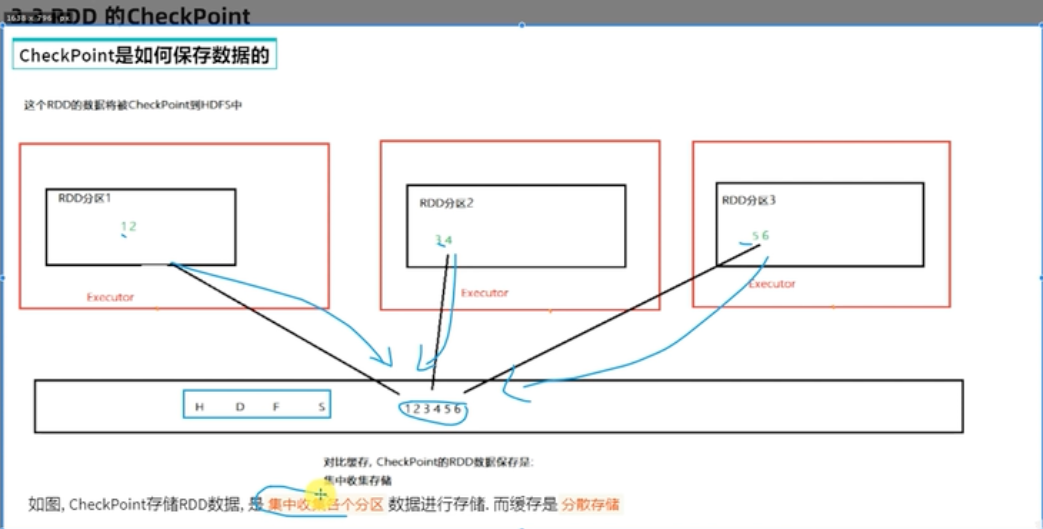 3.3 RDD 的CheckPoint
CheckPoint是如何保存数据的
这个RDD的数据将被CheckPoint到HDFS中
RDD分区1
1 2
Executor
RDD分区2
3 4
Executor
RDD分区3
5 6
Executor
H D F S
1 2 3 4 5 6
对比缓存, CheckPoint的RDD数据保存是:
集中收集存储
如图, CheckPoint存储RDD数据, 是 集中收集各个分区 数据进行存储. 而缓存是 分散存储